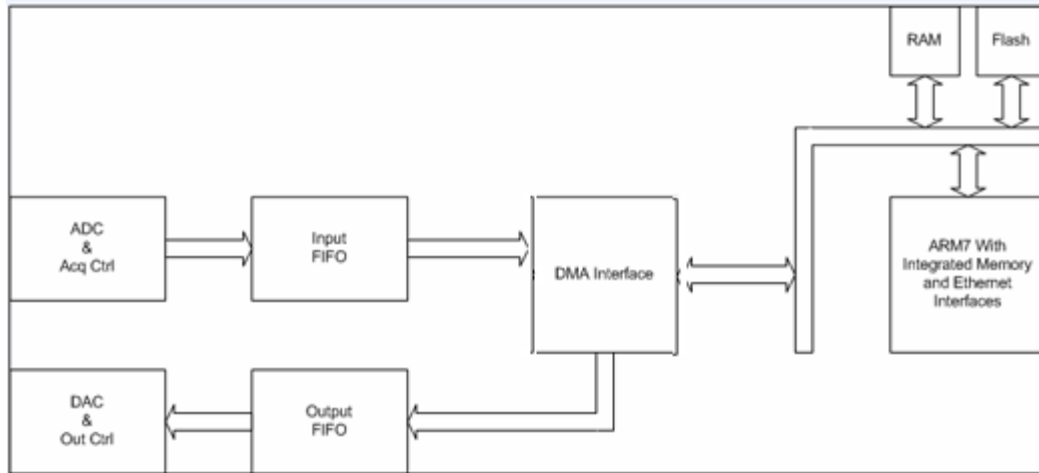 RAM
Flash
ADC
&
Acq Ctrl
Input
FIFO
DMA Interface
ARM7 With
Integrated Memory
and Ethernet
Interfaces
DAC
&
Out Ctrl
Output
FIFO